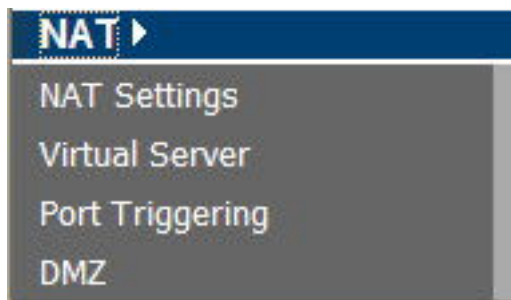 NAT
NAT Settings
Virtual Server
Port Triggering
DMZ